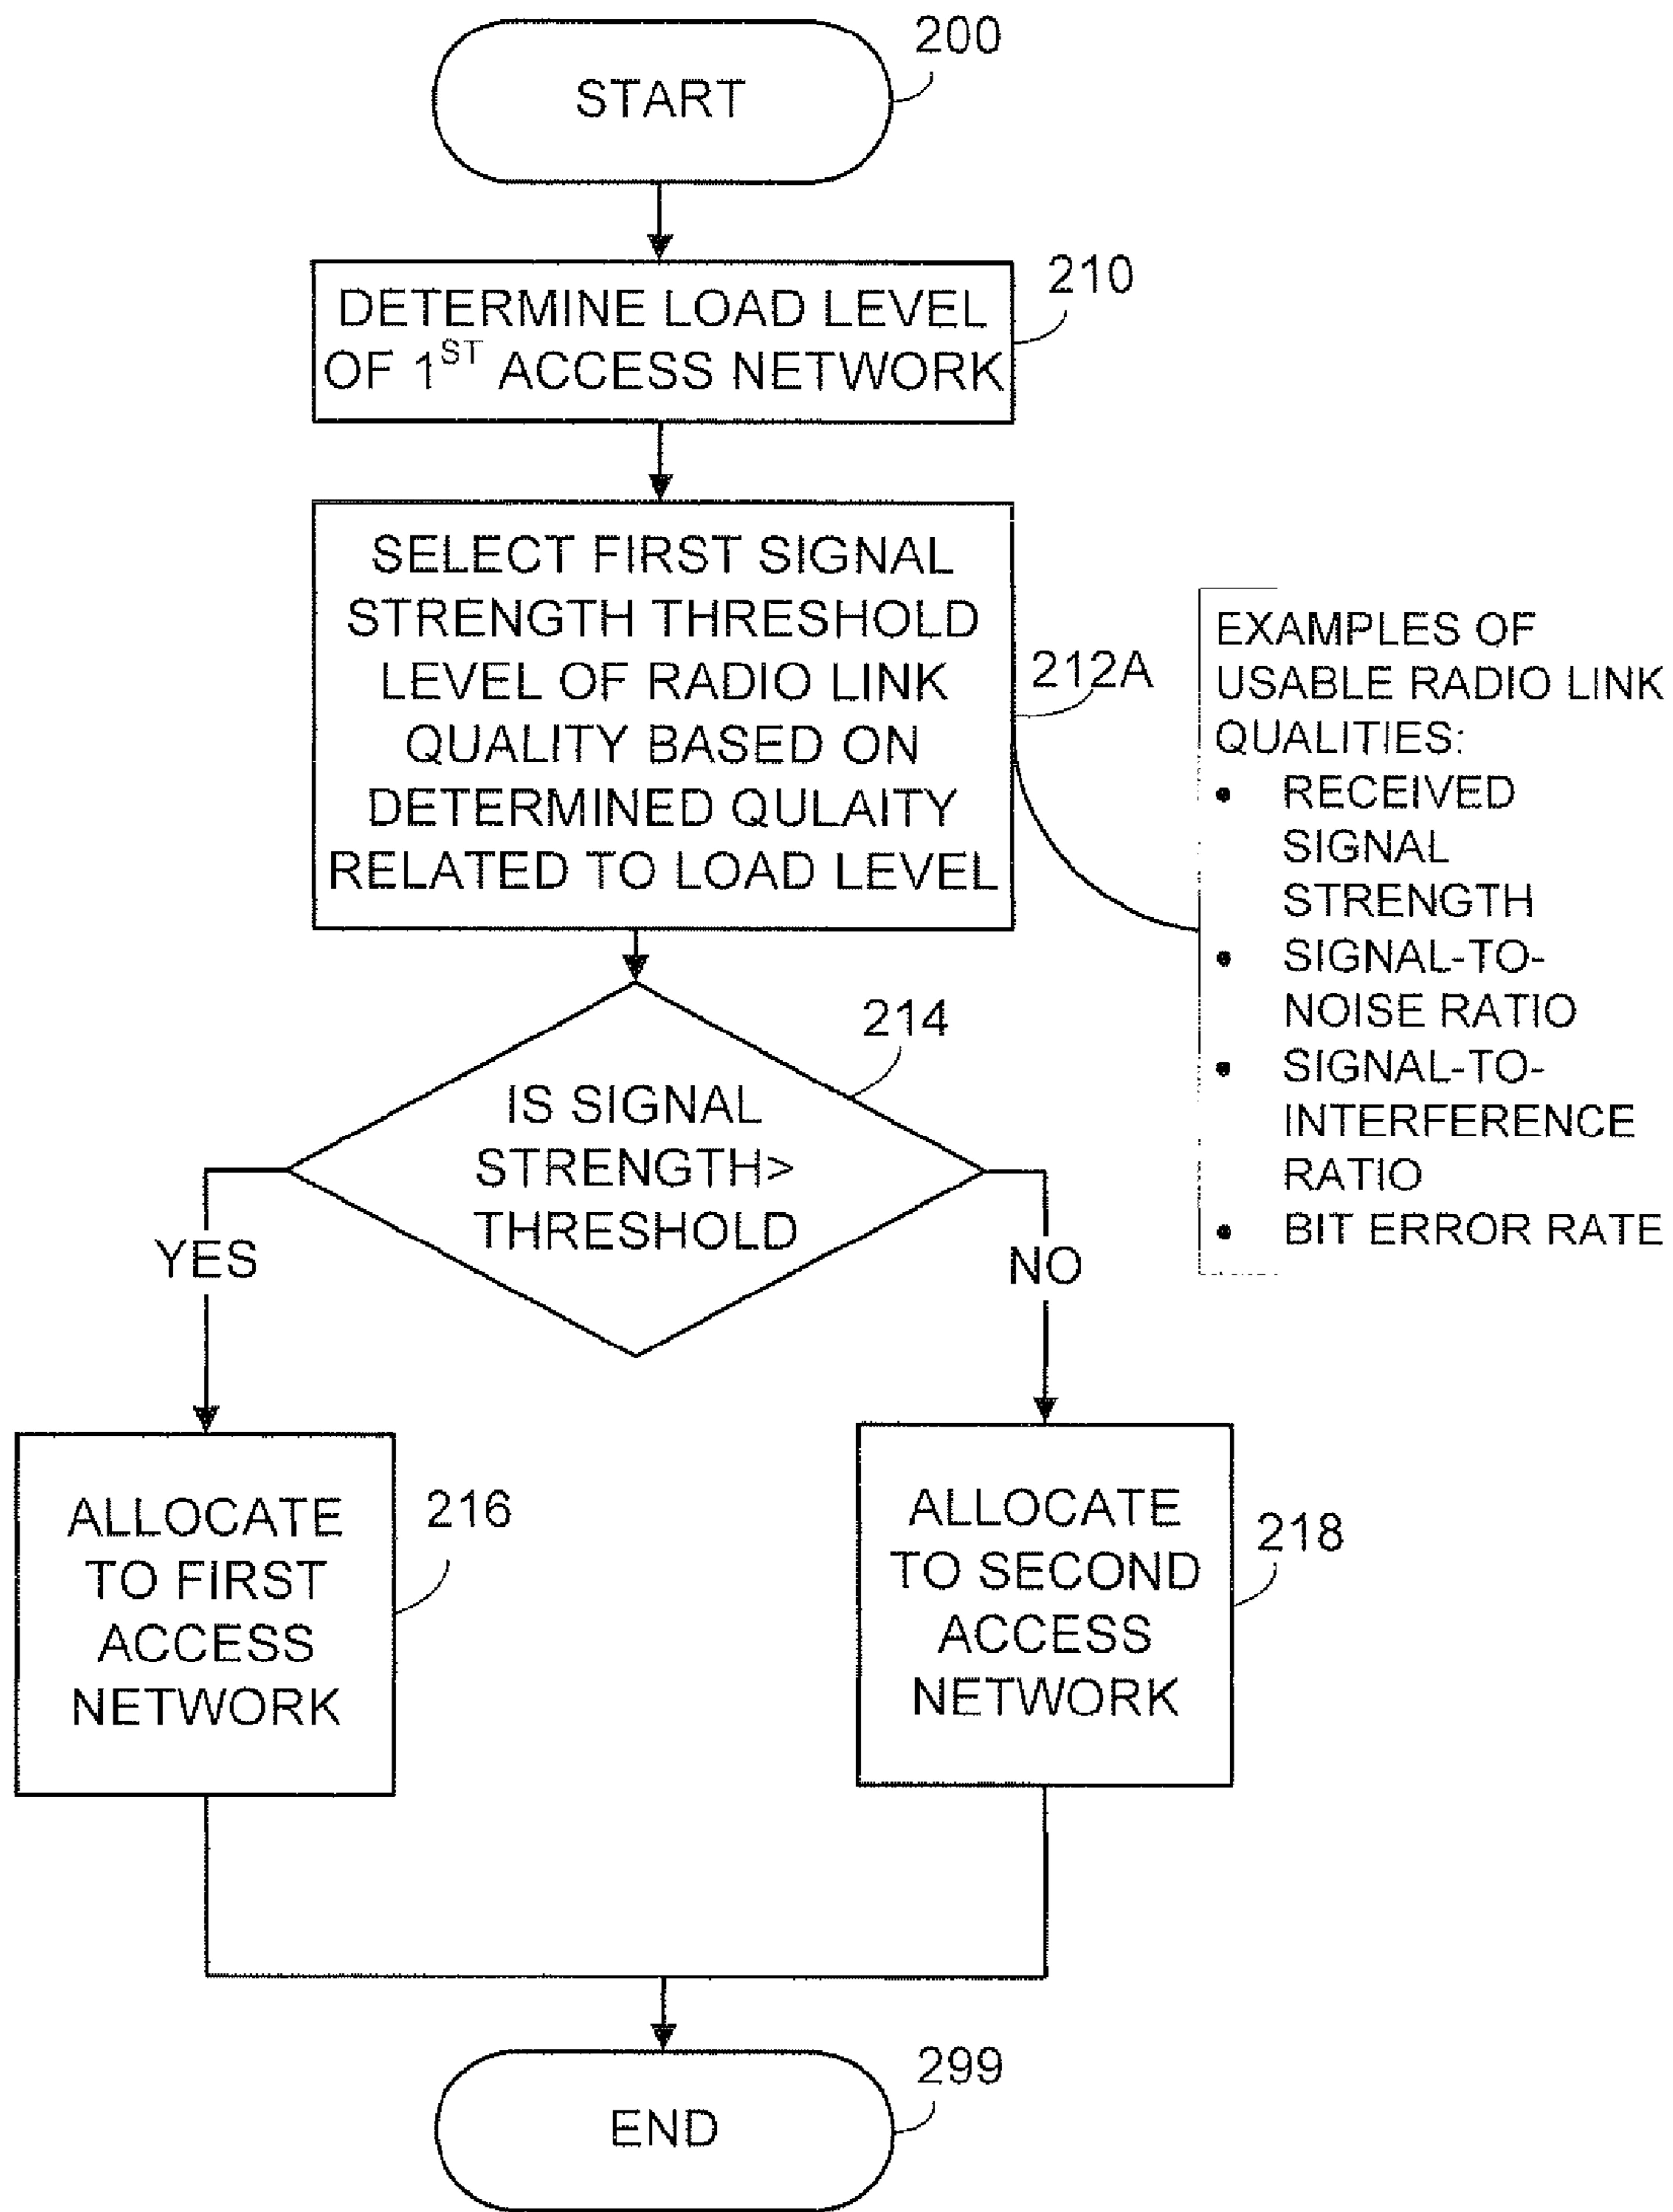 START
200
DETERMINE LOAD LEVEL
OF 1ST ACCESS NETWORK
210
SELECT FIRST SIGNAL
STRENGTH THRESHOLD
LEVEL OF RADIO LINK
QUALITY BASED ON
DETERMINED QULAITY
RELATED TO LOAD LEVEL
212A
EXAMPLES OF
USABLE RADIO LINK
QUALITIES:
• RECEIVED
SIGNAL
STRENGTH
• SIGNAL-TO-
NOISE RATIO
• SIGNAL-TO-
INTERFERENCE
RATIO
• BIT ERROR RATE
214
IS SIGNAL
STRENGTH>
THRESHOLD
YES
NO
ALLOCATE
TO FIRST
ACCESS
NETWORK
216
ALLOCATE
TO SECOND
ACCESS
NETWORK
218
END
299